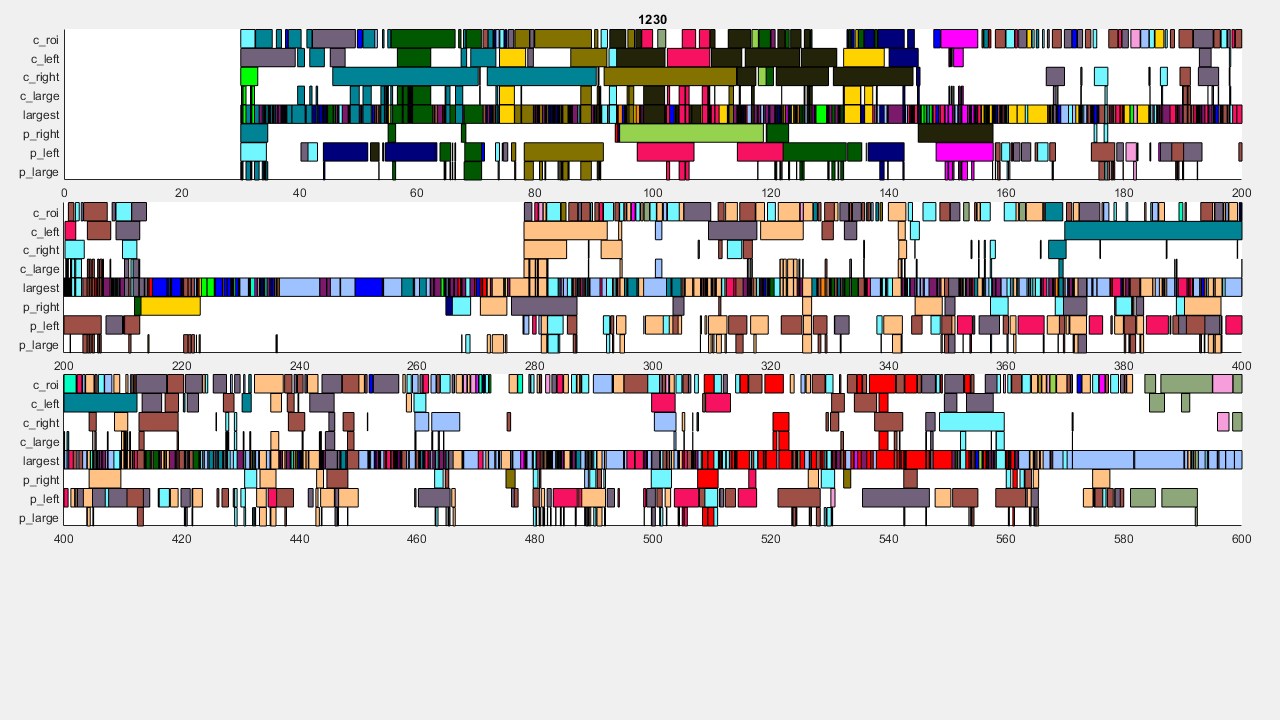 1230
c_roi
c_left
c_right
c_large
largest
p_right
p_left
p_large
0 20 40 60 80 100 120 140 160 180 200
c_roi
c_left
c_right
c_large
largest
p_right
p_left
p_large
200 220 240 260 280 300 320 340 360 380 400
c_roi
c_left
c_right
c_large
largest
p_right
p_left
p_large
400 420 440 460 480 500 520 540 560 580 600